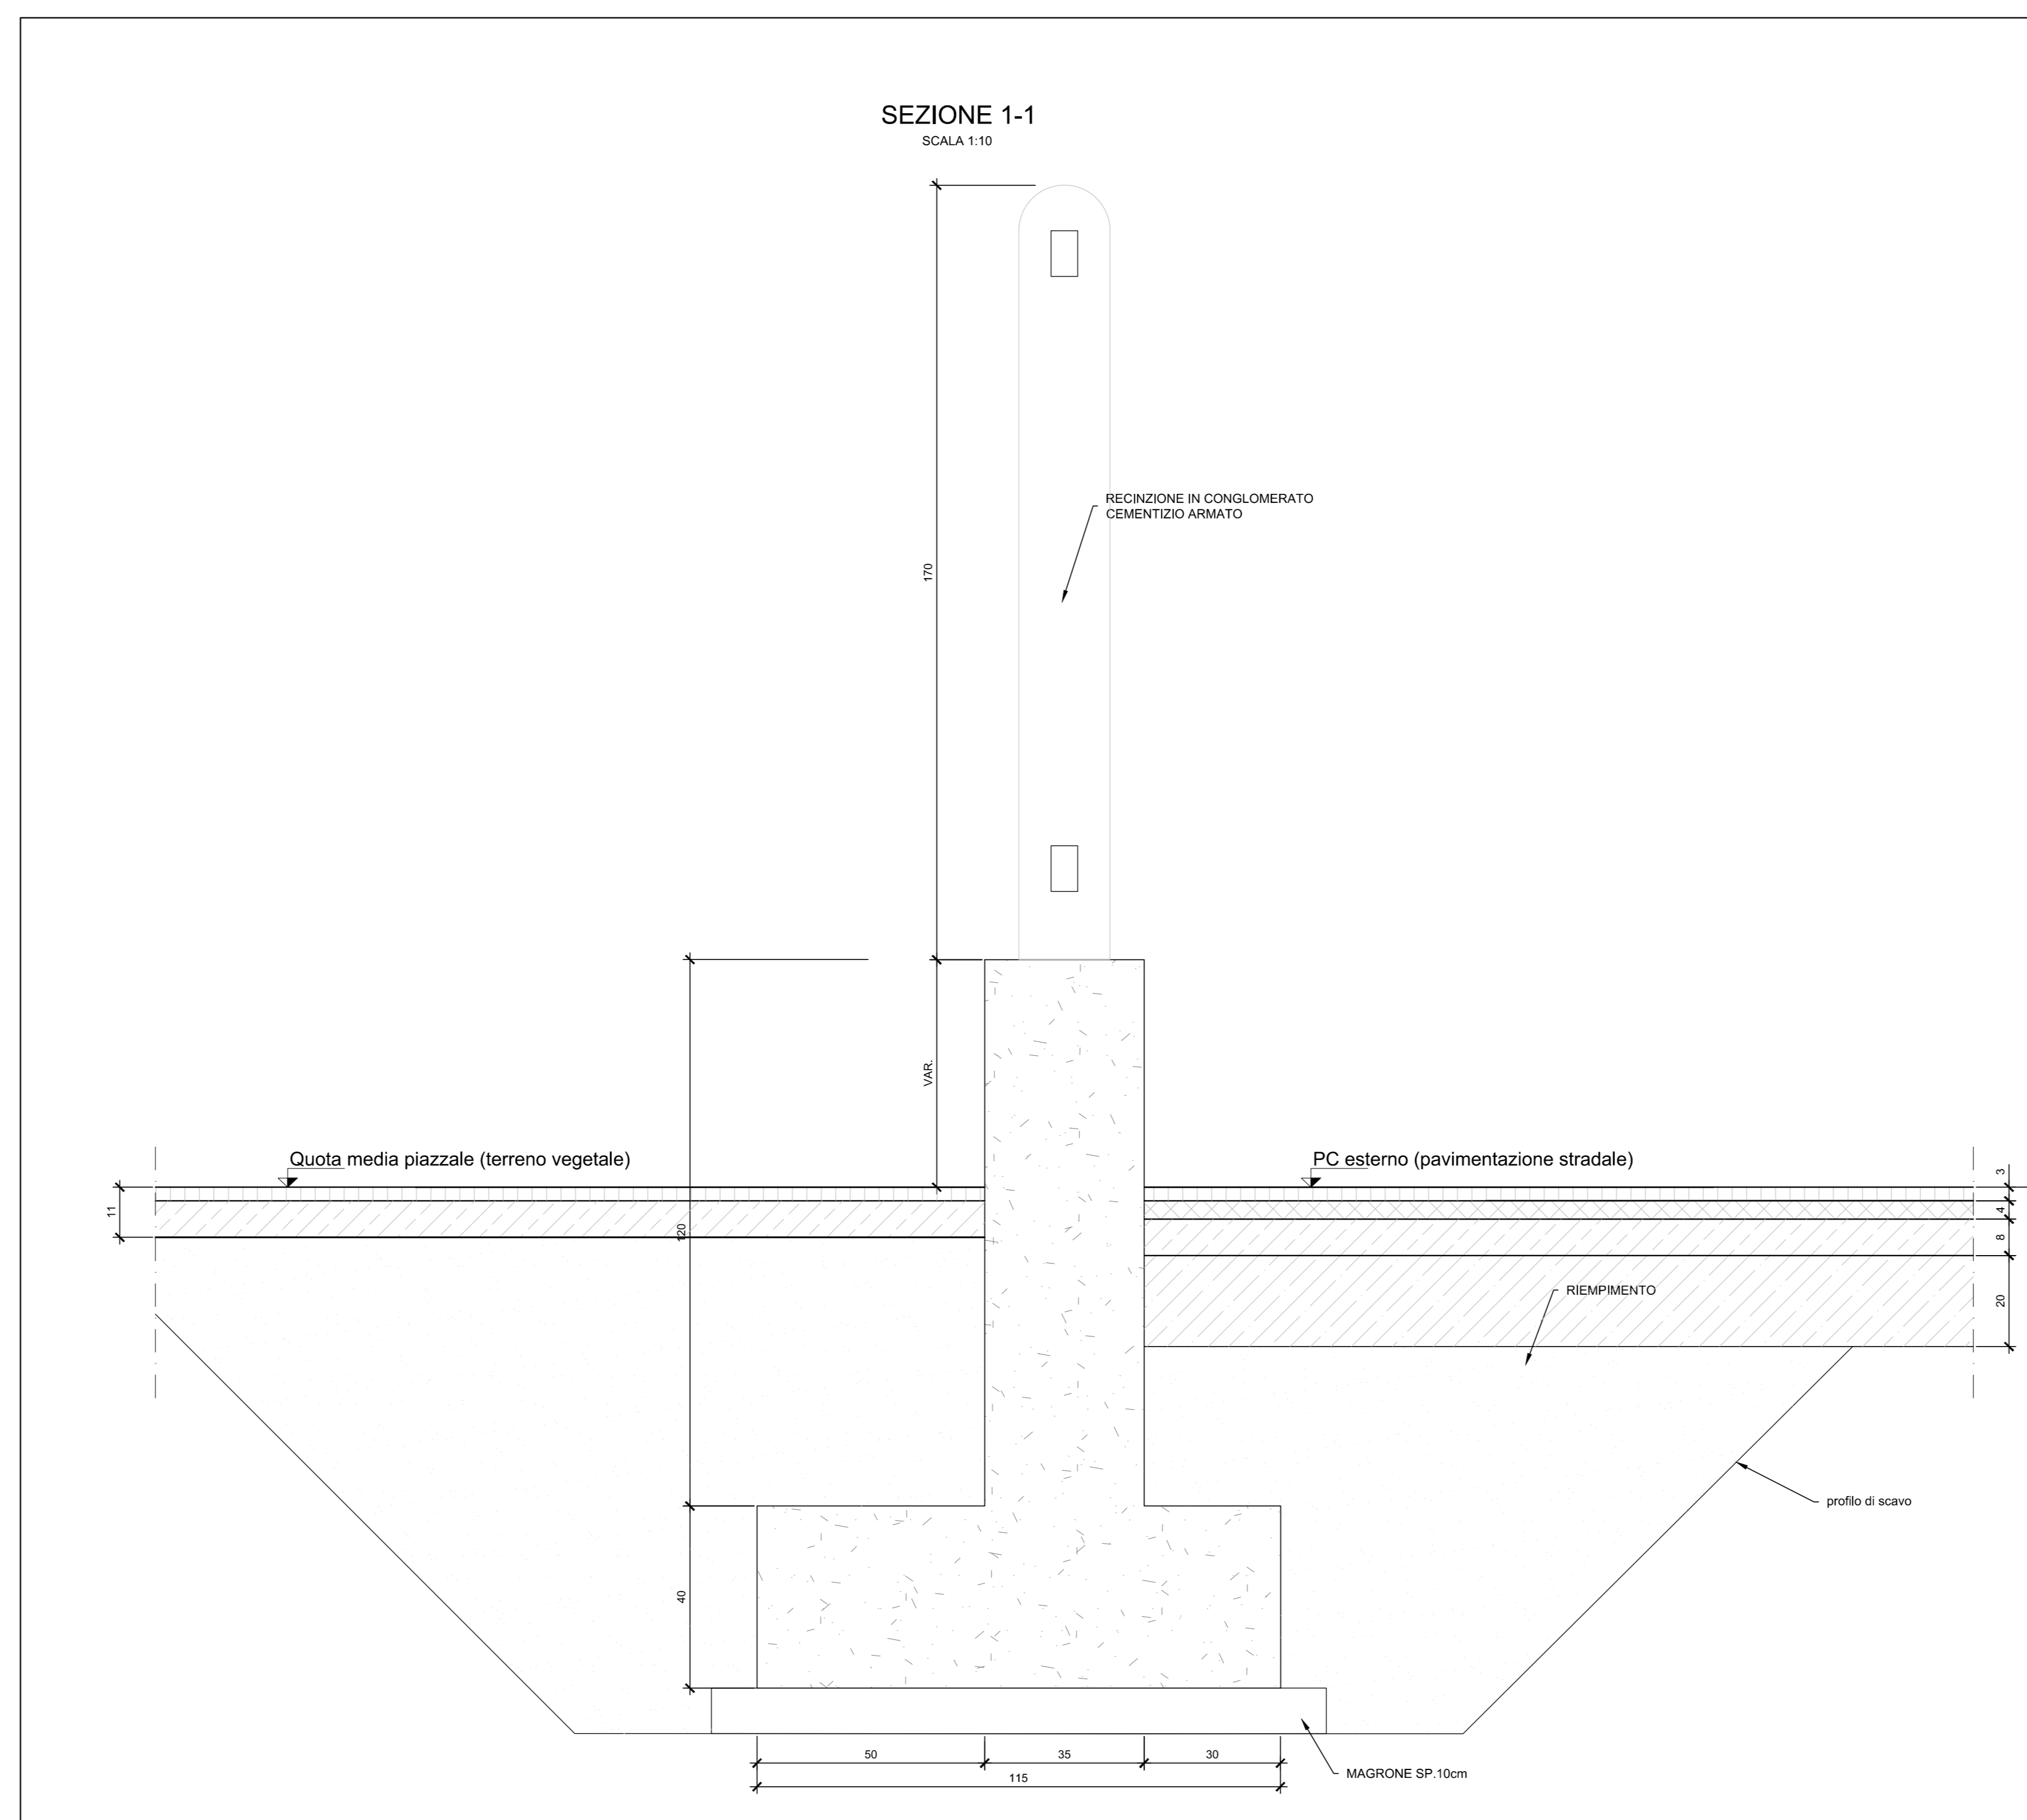 SEZIONE 1-1
SCALA 1:10
RECINZIONE IN CONGLOMERATO
CEMENTIZIO ARMATO
170
VAR.
Quota media piazzale (terreno vegetale)
PC esterno (pavimentazione stradale)
3
11
4
120
8
RIEMPIMENTO
20
profilo di scavo
40
50
35
30
115
MAGRONE SP.10cm